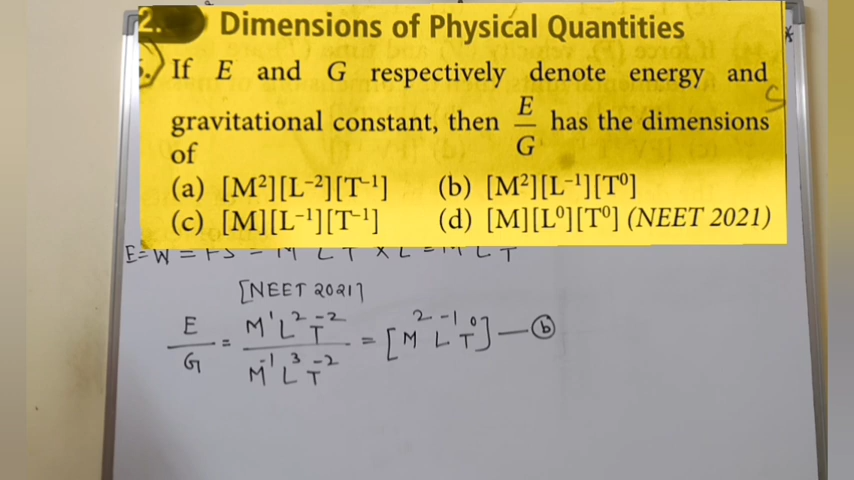 2. Dimensions of Physical Quantities
5. If E and G respectively denote energy and
gravitational constant, then E/G has the dimensions
of
(a) [M²][L⁻²][T⁻¹] (b) [M²][L⁻¹][T⁰]
(c) [M][L⁻¹][T⁻¹] (d) [M][L⁰][T⁰] (NEET 2021)
E=W = FS =
[NEET 2021]
E/G = M¹L²T⁻²/M⁻¹L³T⁻² = [M²L⁻¹T⁰] — ⓑ